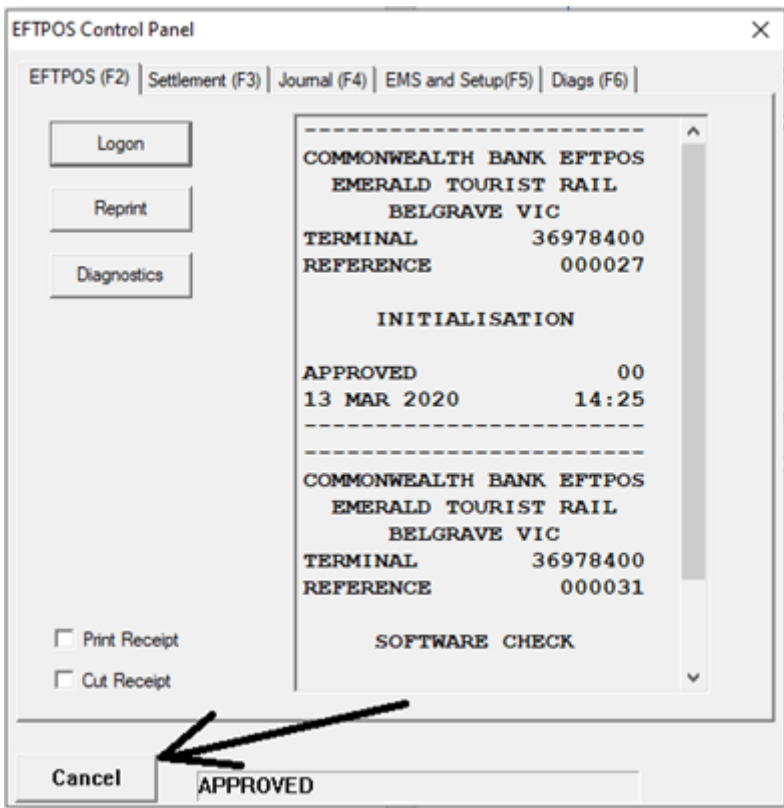 EFTPOS Control Panel
EFTPOS (F2) Settlement (F3) Journal (F4) EMS and Setup(F5) Diags (F6)
Logon
Reprint
Diagnostics
------------------------
COMMONWEALTH BANK EFTPOS
EMERALD TOURIST RAIL
BELGRAVE VIC
TERMINAL 36978400
REFERENCE 000027
INITIALISATION
APPROVED 00
13 MAR 2020 14:25
------------------------
------------------------
COMMONWEALTH BANK EFTPOS
EMERALD TOURIST RAIL
BELGRAVE VIC
TERMINAL 36978400
REFERENCE 000031
SOFTWARE CHECK
Print Receipt
Cut Receipt
Cancel
APPROVED